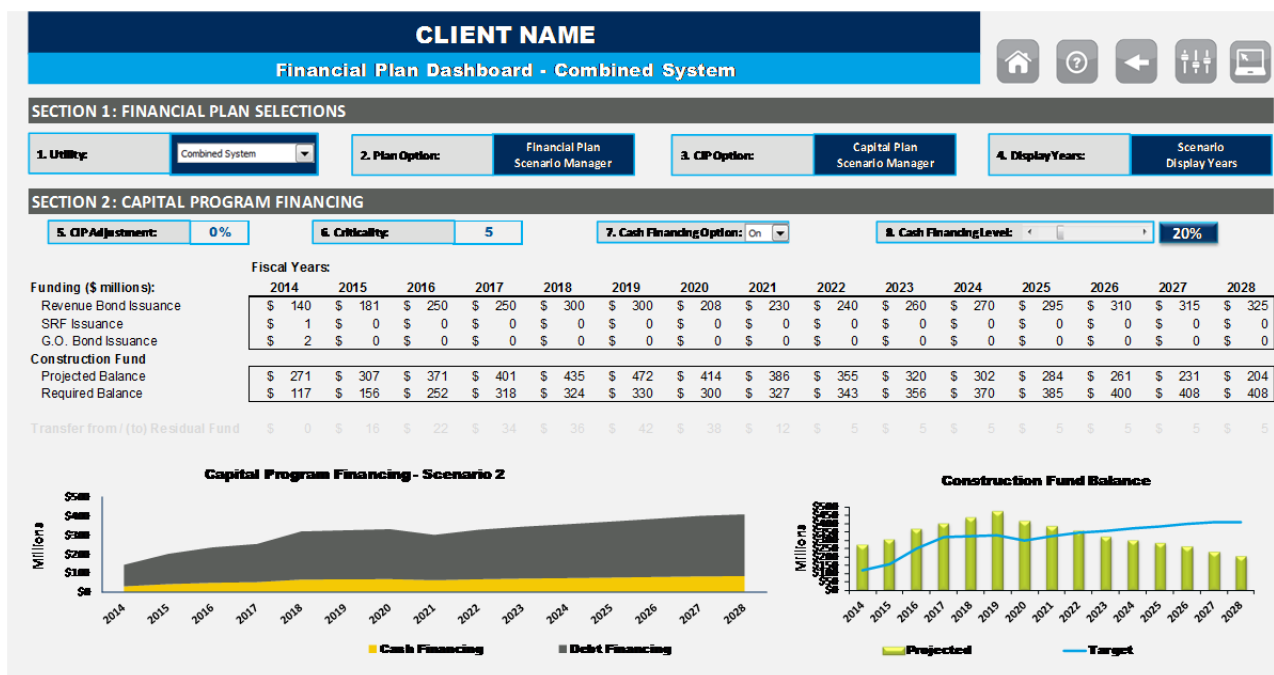 CLIENT NAME
Financial Plan Dashboard - Combined System
SECTION 1: FINANCIAL PLAN SELECTIONS
1. Utility: Combined System 2. Plan Option: Financial Plan Scenario Manager 3. CIP Option: Capital Plan Scenario Manager 4. Display Years: Scenario Display Years
SECTION 2: CAPITAL PROGRAM FINANCING
5. CIP Adjustment: 0% 6. Criticality: 5 7. Cash Financing Option: On 8. Cash Financing Level: 20%
Fiscal Years:
Funding ($ millions): 2014 2015 2016 2017 2018 2019 2020 2021 2022 2023 2024 2025 2026 2027 2028
Revenue Bond Issuance $ 140 $ 181 $ 250 $ 250 $ 300 $ 300 $ 208 $ 230 $ 240 $ 260 $ 270 $ 295 $ 310 $ 315 $ 325
SRF Issuance $ 1 $ 0 $ 0 $ 0 $ 0 $ 0 $ 0 $ 0 $ 0 $ 0 $ 0 $ 0 $ 0 $ 0 $ 0
G.O. Bond Issuance $ 2 $ 0 $ 0 $ 0 $ 0 $ 0 $ 0 $ 0 $ 0 $ 0 $ 0 $ 0 $ 0 $ 0 $ 0
Construction Fund
Projected Balance $ 271 $ 307 $ 371 $ 401 $ 435 $ 472 $ 414 $ 386 $ 355 $ 320 $ 302 $ 284 $ 261 $ 231 $ 204
Required Balance $ 117 $ 156 $ 252 $ 318 $ 324 $ 330 $ 300 $ 327 $ 343 $ 356 $ 370 $ 385 $ 400 $ 408 $ 408
Transfer from / (to) Residual Fund $ 0 $ 16 $ 22 $ 34 $ 36 $ 42 $ 38 $ 12 $ 5 $ 5 $ 5 $ 5 $ 5 $ 5 $ 5
Capital Program Financing - Scenario 2
Millions
$500
$400
$300
$200
$100
$0
2014 2015 2016 2017 2018 2019 2020 2021 2022 2023 2024 2025 2026 2027 2028
Cash Financing Debt Financing
Construction Fund Balance
Millions
2014 2015 2016 2017 2018 2019 2020 2021 2022 2023 2024 2025 2026 2027 2028
Projected Target